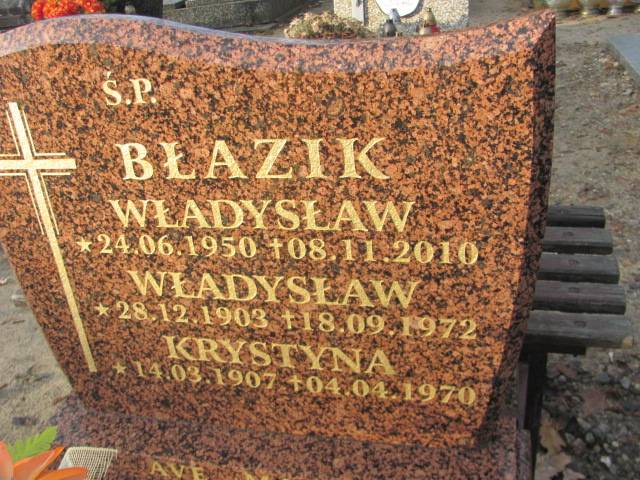 Ś.P.
BŁAZIK
WŁADYSŁAW
★24.06.1950 ✝08.11.2010
WŁADYSŁAW
★28.12.1903 ✝18.09.1972
KRYSTYNA
★14.03.1907 ✝04.04.1970
AVE